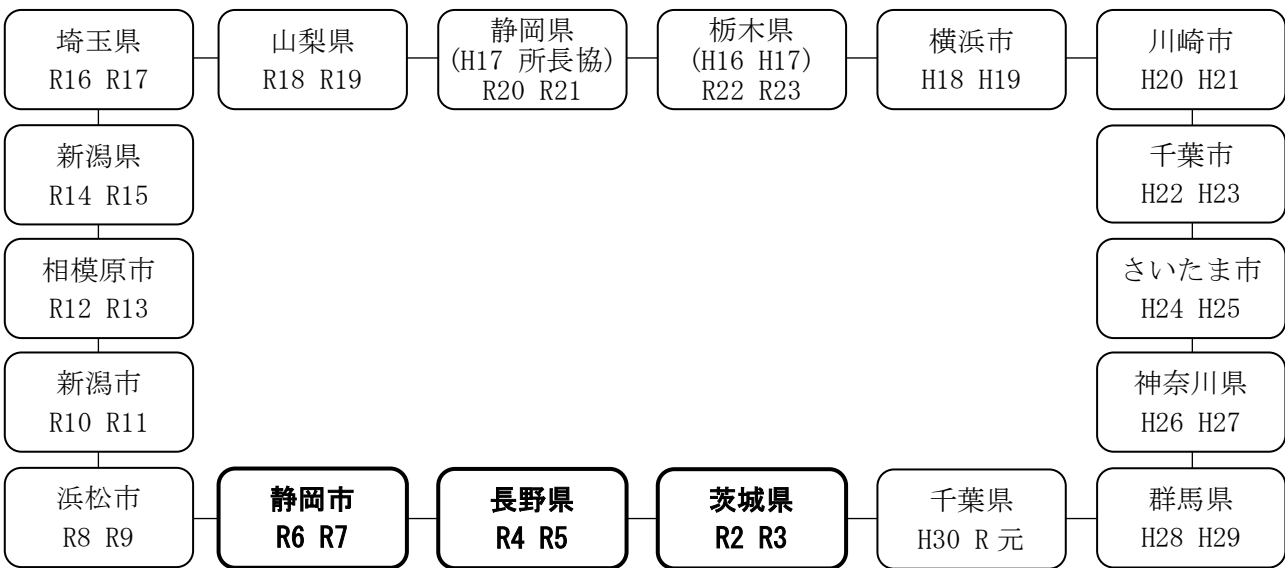 埼玉県
R16 R17
山梨県
R18 R19
静岡県
(H17 所長協)
R20 R21
栃木県
(H16 H17)
R22 R23
横浜市
H18 H19
川崎市
H20 H21
新潟県
R14 R15
千葉市
H22 H23
相模原市
R12 R13
さいたま市
H24 H25
新潟市
R10 R11
神奈川県
H26 H27
浜松市
R8 R9
静岡市
R6 R7
長野県
R4 R5
茨城県
R2 R3
千葉県
H30 R 元
群馬県
H28 H29